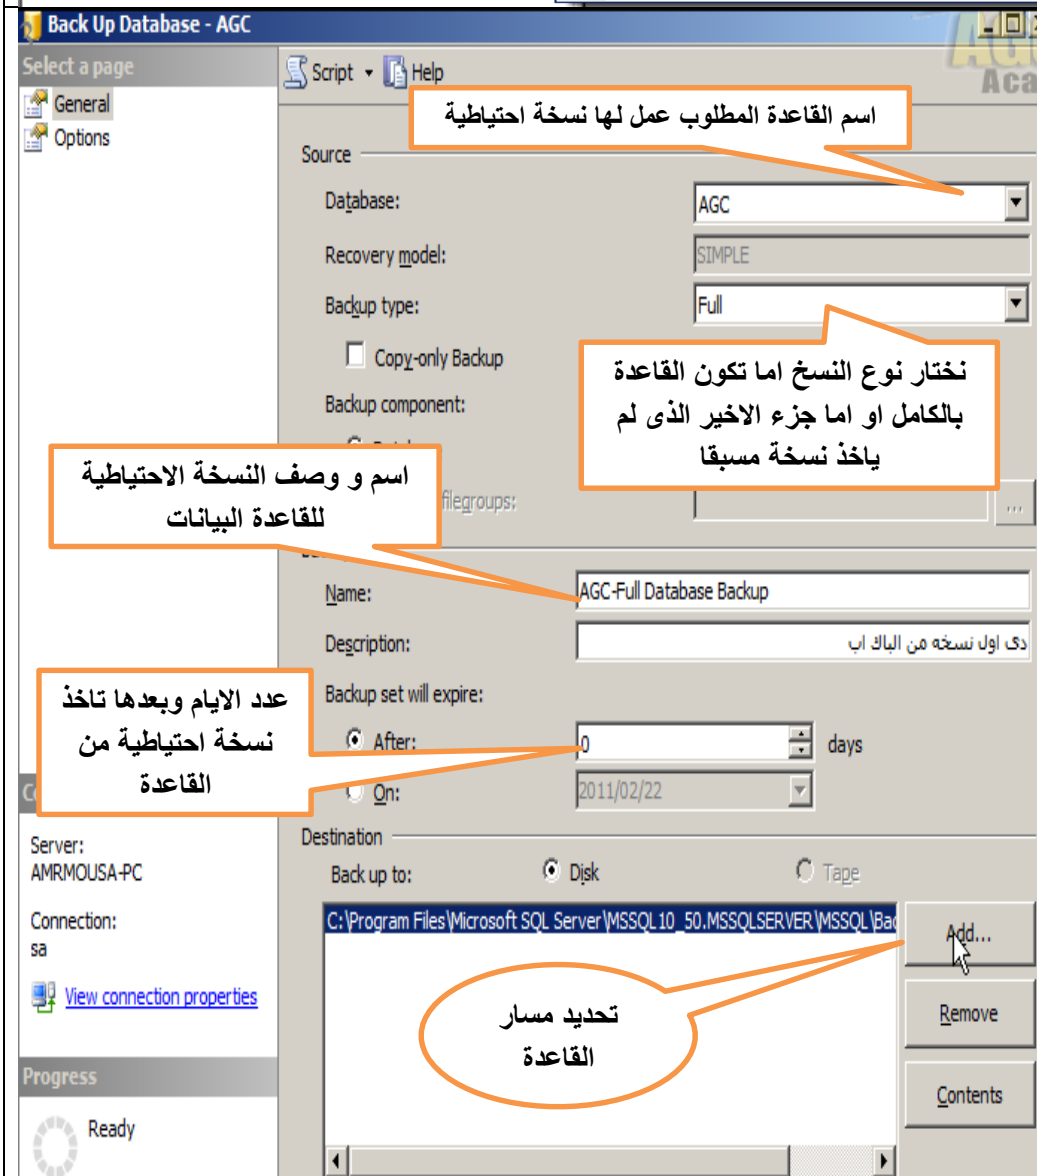 Back Up Database - AGC
Select a page
General
Options
Script
Help
اسم القاعدة المطلوب عمل لها نسخة احتياطية
Source
Database:
AGC
Recovery model:
SIMPLE
Backup type:
Full
Copy-only Backup
نختار نوع النسخ اما تكون القاعدة
بالكامل او اما جزء الاخير الذى لم
ياخذ نسخة مسبقا
Backup component:
اسم و وصف النسخة الاحتياطية
للقاعدة البيانات
filegroups:
...
Name:
AGC-Full Database Backup
Description:
دى اول نسخه من الباك اب
Backup set will expire:
عدد الايام وبعدها تاخذ
نسخة احتياطية من
القاعدة
After:
0
days
On:
2011/02/22
Destination
Back up to:
Disk
Tape
Server:
AMRMOUSA-PC
Connection:
sa
View connection properties
C:\Program Files\Microsoft SQL Server\MSSQL10_50.MSSQLSERVER\MSSQL\Bac
Add...
Remove
Contents
تحديد مسار
القاعدة
Progress
Ready